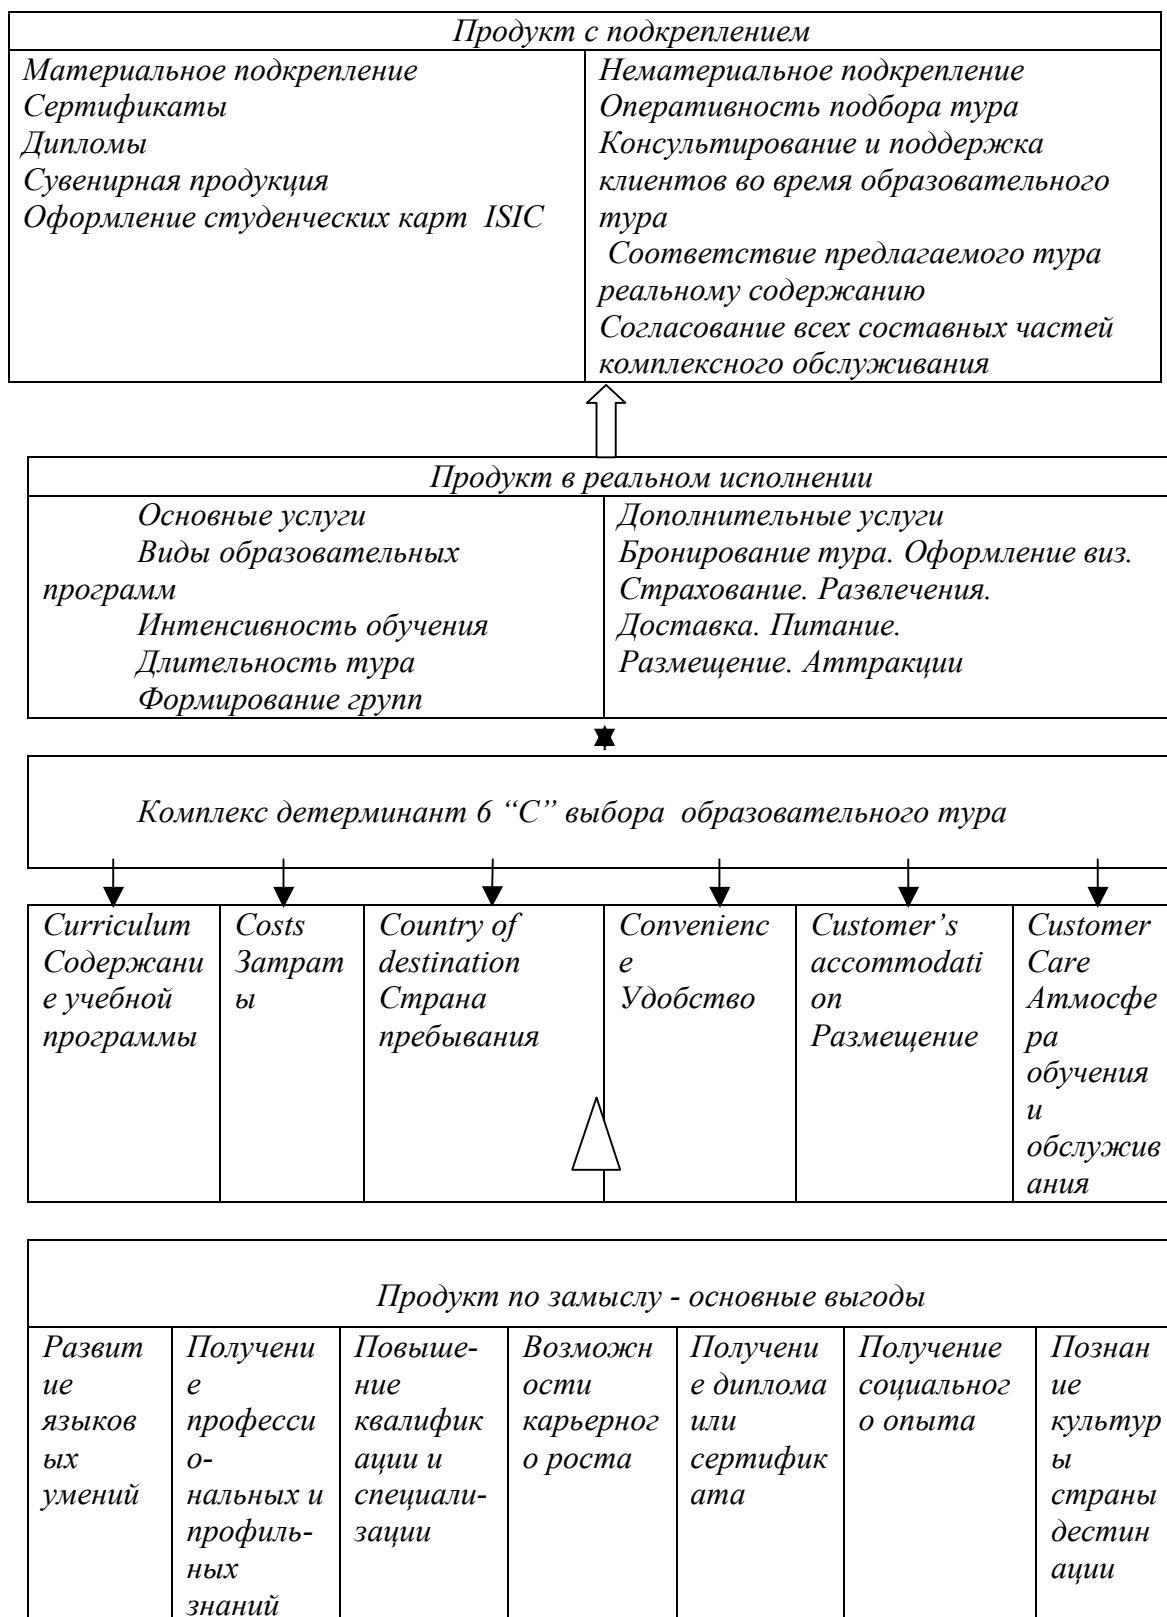 Продукт с подкреплением
Материальное подкрепление
Сертификаты
Дипломы
Сувенирная продукция
Оформление студенческих карт ISIC
Нематериальное подкрепление
Оперативность подбора тура
Консультирование и поддержка
клиентов во время образовательного
тура
Соответствие предлагаемого тура
реальному содержанию
Согласование всех составных частей
комплексного обслуживания
Продукт в реальном исполнении
Основные услуги
Виды образовательных
программ
Интенсивность обучения
Длительность тура
Формирование групп
Дополнительные услуги
Бронирование тура. Оформление виз.
Страхование. Развлечения.
Доставка. Питание.
Размещение. Аттракции
Комплекс детерминант 6 “С” выбора образовательного тура
Curriculum
Содержани
е учебной
программы
Costs
Затрат
ы
Country of
destination
Страна
пребывания
Convenienc
e
Удобство
Customer’s
accommodati
on
Размещение
Customer
Care
Атмосфе
ра
обучения
и
обслужив
ания
Продукт по замыслу - основные выгоды
Развит
ие
языков
ых
умений
Получени
е
професси
о-
нальных и
профиль-
ных
знаний
Повыше-
ние
квалифик
ации и
специали-
зации
Возможн
ости
карьерног
о роста
Получени
е диплома
или
сертифик
ата
Получение
социальног
о опыта
Познан
ие
культур
ы
страны
дестин
ации